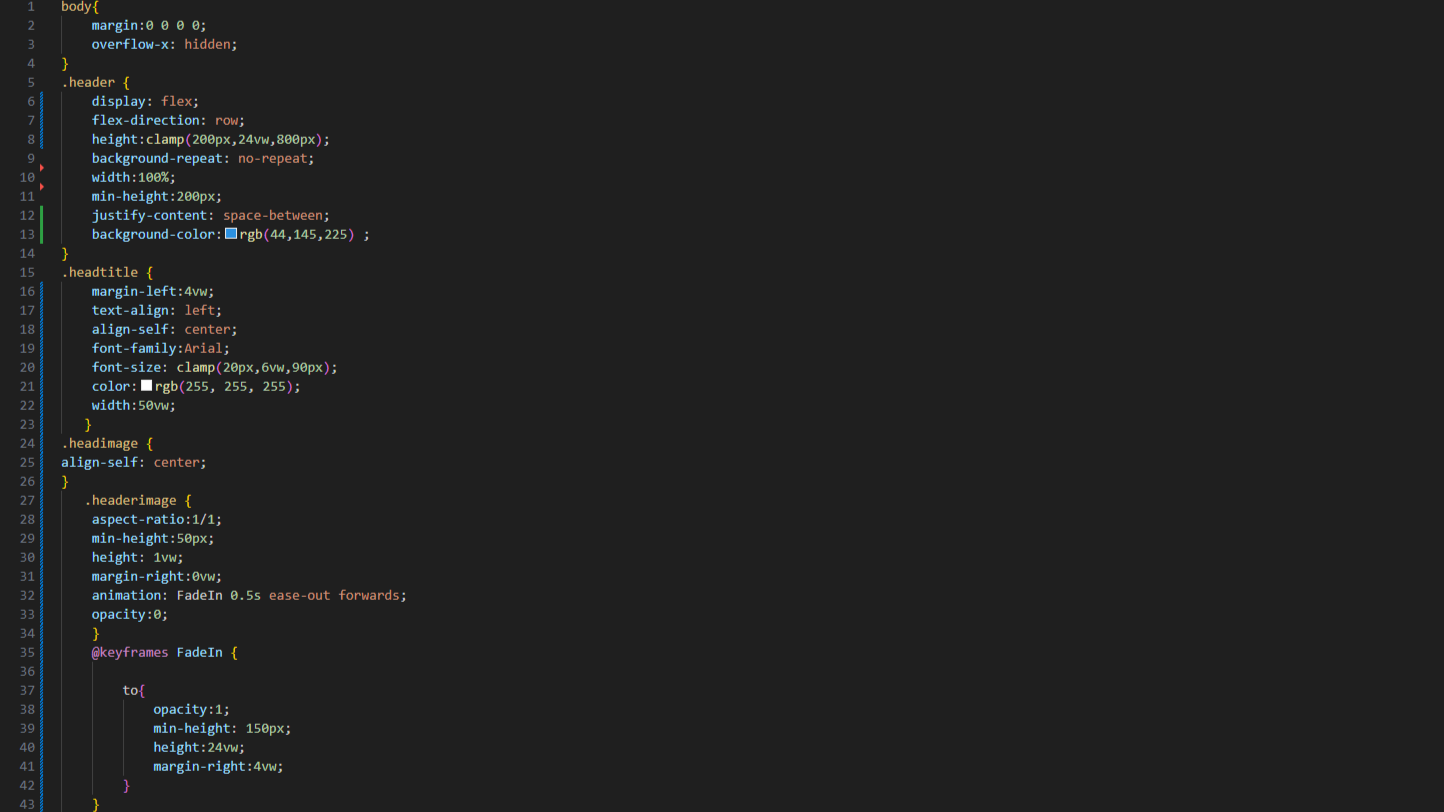 1 body{
2 margin:0 0 0 0;
3 overflow-x: hidden;
4 }
5 .header {
6 display: flex;
7 flex-direction: row;
8 height:clamp(200px,24vw,800px);
9 background-repeat: no-repeat;
10 width:100%;
11 min-height:200px;
12 justify-content: space-between;
13 background-color:rgb(44,145,225) ;
14 }
15 .headtitle {
16 margin-left:4vw;
17 text-align: left;
18 align-self: center;
19 font-family:Arial;
20 font-size: clamp(20px,6vw,90px);
21 color:rgb(255, 255, 255);
22 width:50vw;
23 }
24 .headimage {
25 align-self: center;
26 }
27 .headerimage {
28 aspect-ratio:1/1;
29 min-height:50px;
30 height: 1vw;
31 margin-right:0vw;
32 animation: FadeIn 0.5s ease-out forwards;
33 opacity:0;
34 }
35 @keyframes FadeIn {
36
37 to{
38 opacity:1;
39 min-height: 150px;
40 height:24vw;
41 margin-right:4vw;
42 }
43 }